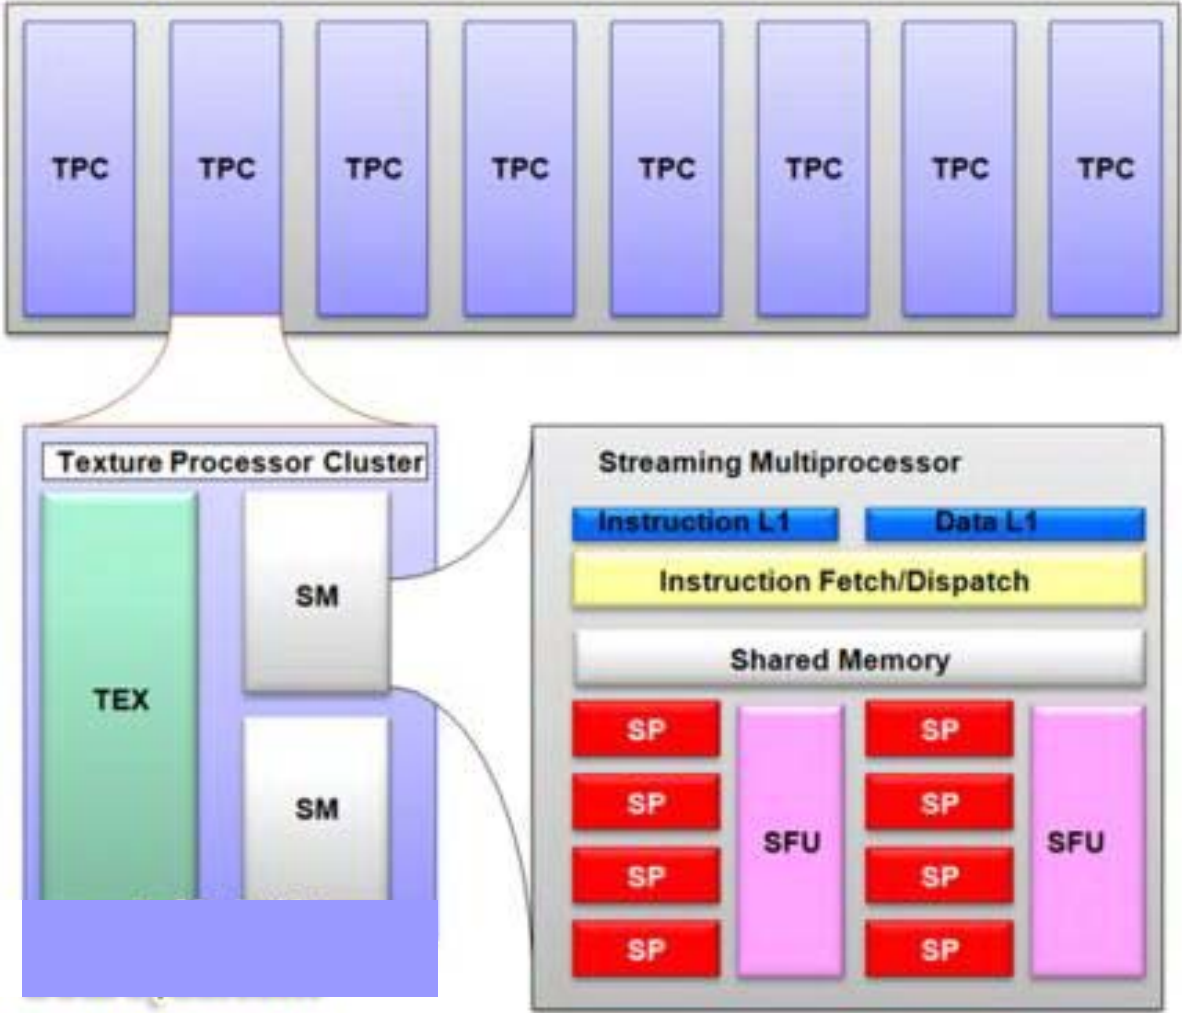 TPC TPC TPC TPC TPC TPC TPC TPC
Texture Processor Cluster
TEX
SM
SM
Streaming Multiprocessor
Instruction L1 Data L1
Instruction Fetch/Dispatch
Shared Memory
SP SP
SP SP
SFU SFU
SP SP
SP SP